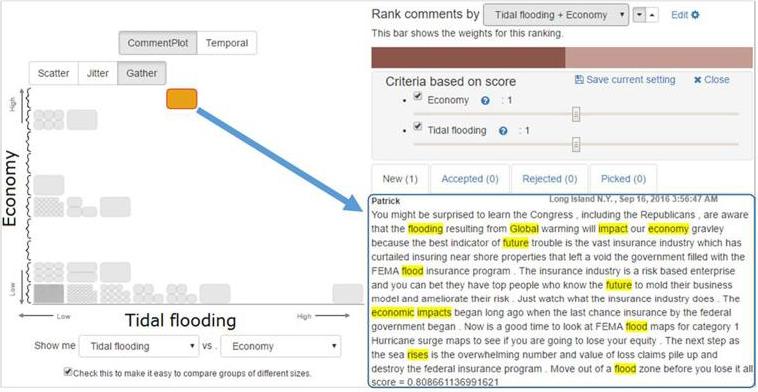 CommentPlot Temporal
Scatter Jitter Gather
High
Economy
Low
Low
High
Tidal flooding
Show me Tidal flooding vs . Economy
Check this to make it easy to compare groups of different sizes.
Rank comments by Tidal flooding + Economy Edit
This bar shows the weights for this ranking.
Criteria based on score Save current setting Close
Economy : 1
Tidal flooding : 1
New (1) Accepted (0) Rejected (0) Picked (0)
Patrick Long Island N.Y. , Sep 16, 2016 3:56:47 AM
You might be surprised to learn the Congress , including the Republicans , are aware
that the flooding resulting from Global warming will impact our economy gravley
because the best indicator of future trouble is the vast insurance industry which has
curtailed insuring near shore properties that left a void the government filled with the
FEMA flood insurance program . The insurance industry is a risk based enterprise
and you can bet they have top people who know the future to mold their business
model and ameliorate their risk . Just watch what the insurance industry does . The
economic impacts began long ago when the last chance insurance by the federal
government began . Now is a good time to look at FEMA flood maps for category 1
Hurricane surge maps to see if you are going to lose your equity . The next step as
the sea rises is the overwhelming number and value of loss claims pile up and
destroy the federal insurance program . Move out of a flood zone before you lose it all
score = 0.808661136991621